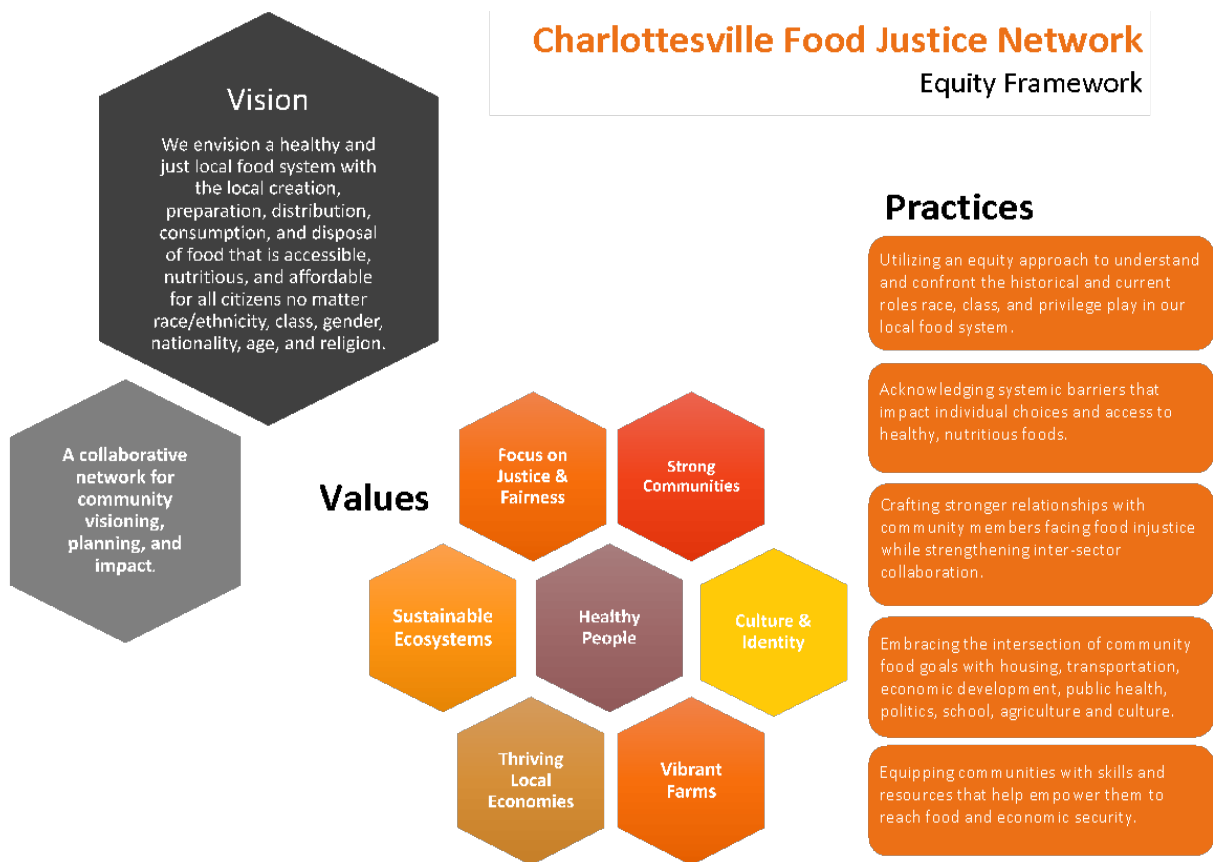 Charlottesville Food Justice Network
Equity Framework
Vision
We envision a healthy and
just local food system with
the local creation,
preparation, distribution,
consumption, and disposal
of food that is accessible,
nutritious, and affordable
for all citizens no matter
race/ethnicity, class, gender,
nationality, age, and religion.
A collaborative
network for
community
visioning,
planning, and
impact.
Values
Focus on
Justice &
Fairness
Strong
Communities
Sustainable
Ecosystems
Healthy
People
Culture &
Identity
Thriving
Local
Economies
Vibrant
Farms
Practices
Utilizing an equity approach to understand
and confront the historical and current
roles race, class, and privilege play in our
local food system.
Acknowledging systemic barriers that
impact individual choices and access to
healthy, nutritious foods.
Crafting stronger relationships with
community members facing food injustice
while strengthening inter-sector
collaboration.
Embracing the intersection of community
food goals with housing, transportation,
economic development, public health,
politics, school, agriculture and culture.
Equipping communities with skills and
resources that help empower them to
reach food and economic security.